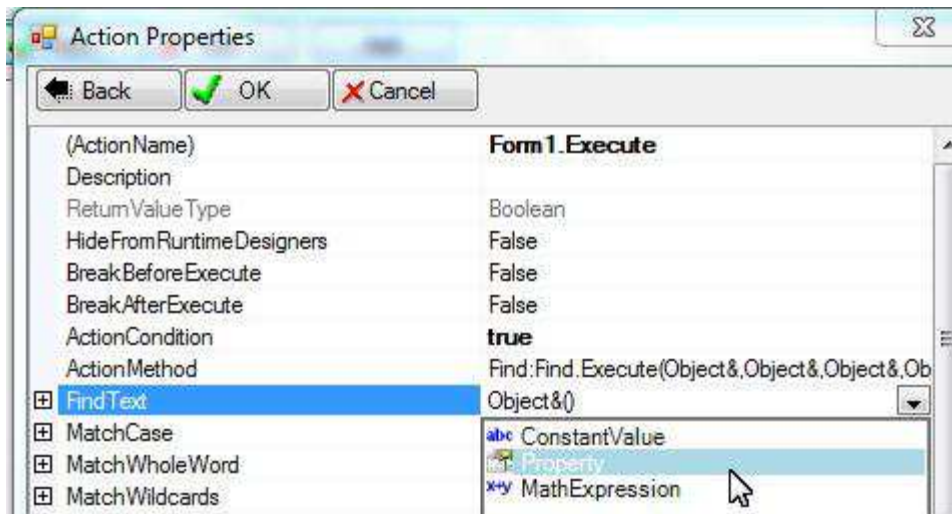 Action Properties
Back OK Cancel
(ActionName) Form1.Execute
Description
ReturnValueType Boolean
HideFromRuntimeDesigners False
BreakBeforeExecute False
BreakAfterExecute False
ActionCondition true
ActionMethod Find:Find.Execute(Object&,Object&,Object&,Ob
FindText Object&()
MatchCase abc ConstantValue
MatchWholeWord Property
MatchWildcards x+y MathExpression